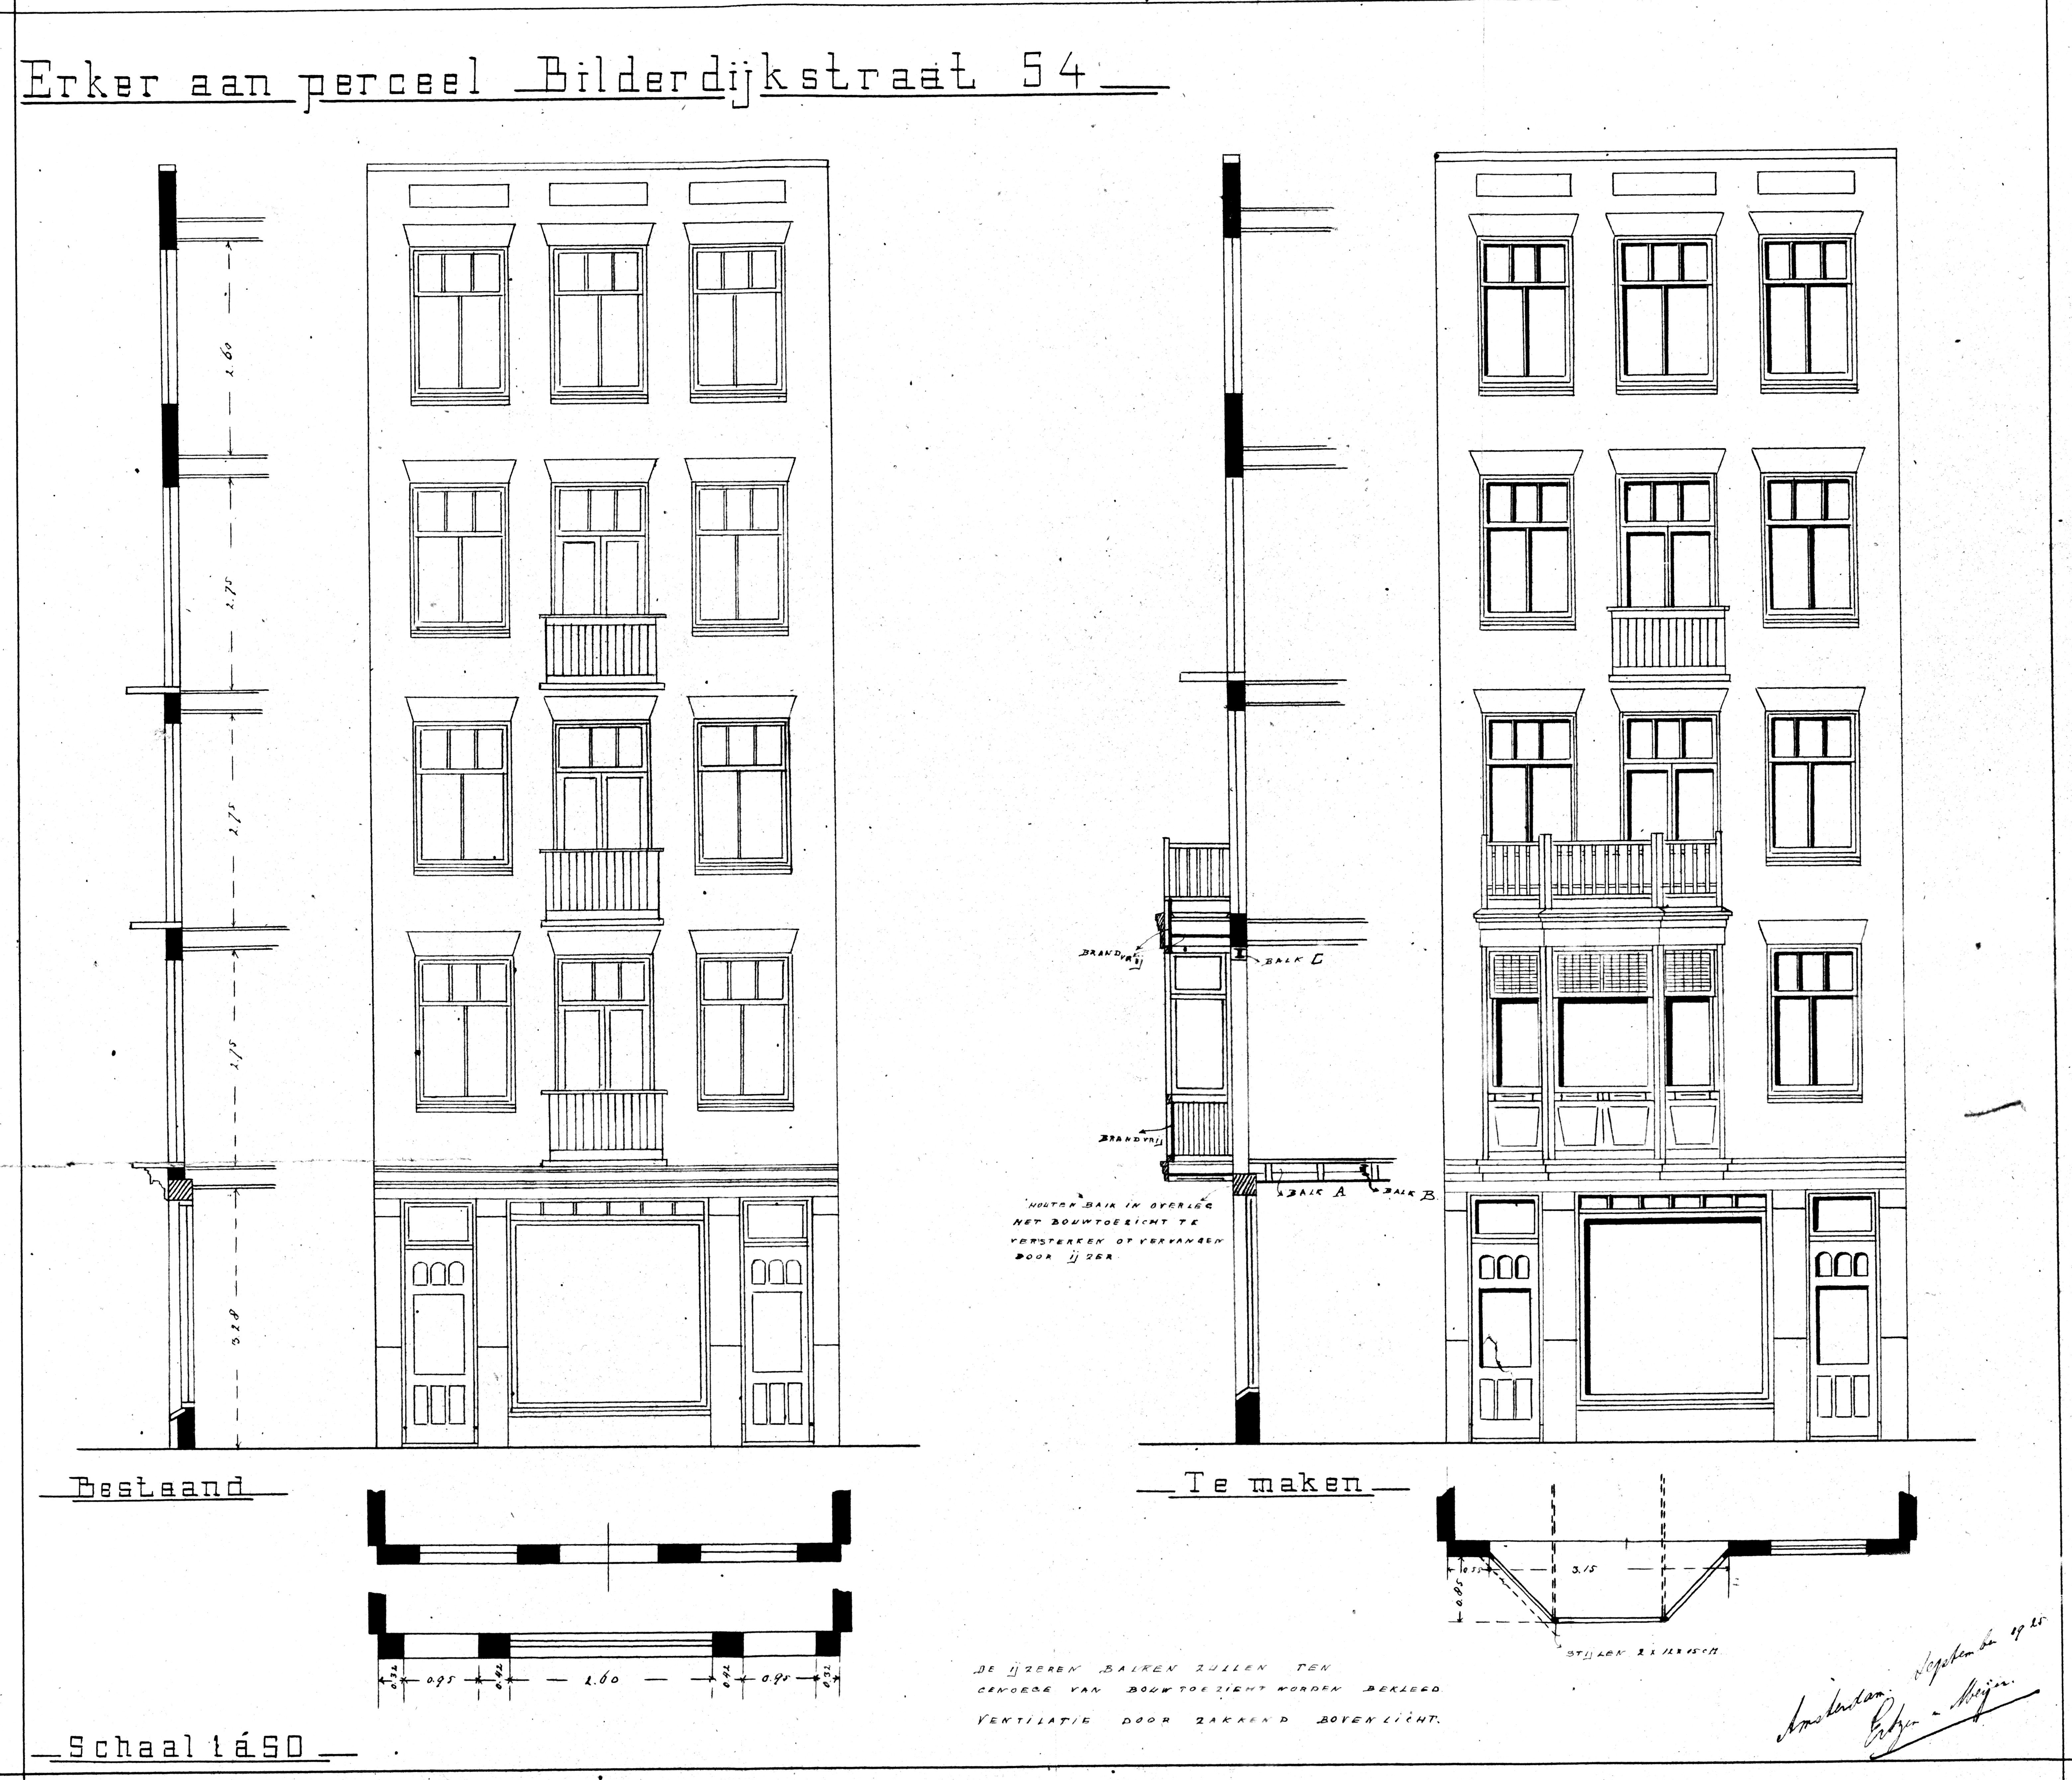 Erker aan perceel Bilderdijkstraat 54
2.60
2.75
2.75
2.75
3.28
BRANDVRIJ
BALK C
BRANDVRIJ
BALK A
BALK B.
HOUTEN BALK IN OVERLEG
MET BOUWTOEZICHT TE
VERSTERKEN OF VERVANGEN
DOOR IJZER
Bestaand
Te maken
0.55
3.15
0.85
STIJLEN 2 x 12 x 15 CM
0.32
0.95
0.42
2.60
0.42
0.95
0.32
DE IJZEREN BALKEN ZULLEN TEN
GENOEGE VAN BOUWTOEZICHT WORDEN BEKLEED.
VENTILATIE DOOR ZAKKEND BOVENLICHT.
Amsterdam. September 1925
Schaal 1 á 50